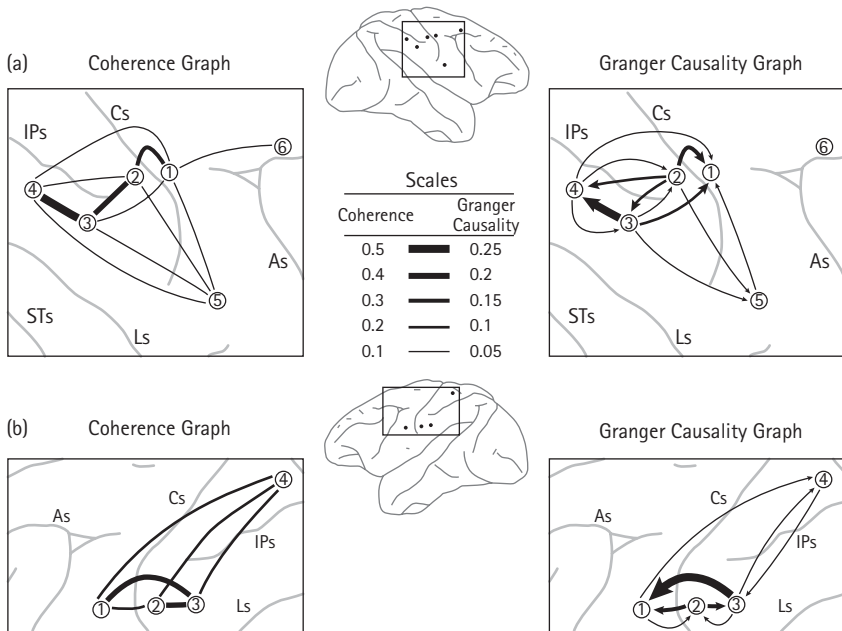 (a)
Coherence Graph
Granger Causality Graph
Cs
IPs
2
1
6
4
3
5
As
STs
Ls
Scales
Coherence Granger Causality
0.5 0.25
0.4 0.2
0.3 0.15
0.2 0.1
0.1 0.05
Cs
IPs
6
2
1
4
3
5
As
STs
Ls
(b)
Coherence Graph
Granger Causality Graph
4
Cs
As
IPs
1
2
3
Ls
4
Cs
As
IPs
1
2
3
Ls